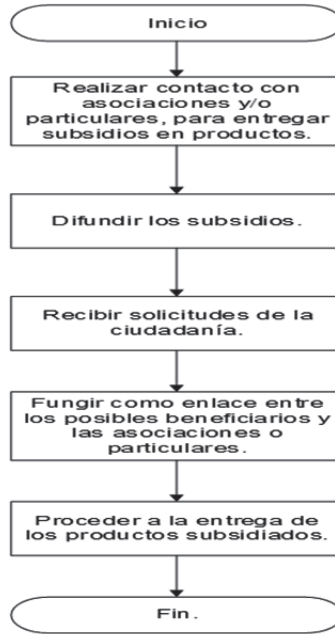 Inicio
Realizar contacto con
asociaciones y/o
particulares, para entregar
subsidios en productos.
Difundir los subsidios.
Recibir solicitudes de la
ciudadanía.
Fungir como enlace entre
los posibles beneficiarios y
las asociaciones o
particulares.
Proceder a la entrega de
los productos subsidiados.
Fin.